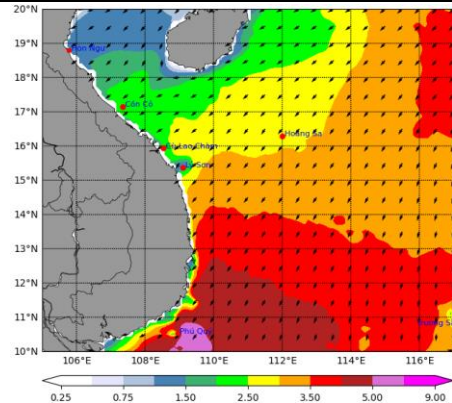 20°N
19°N
Hòn Ngư
18°N
17°N
Cồn Cỏ
16°N
Hoàng Sa
Cù Lao Chàm
15°N
14°N
13°N
12°N
11°N
Phú Quý
10°N
106°E 108°E 110°E 112°E 114°E 116°E
0.25 0.75 1.50 2.50 3.50 5.00 9.00